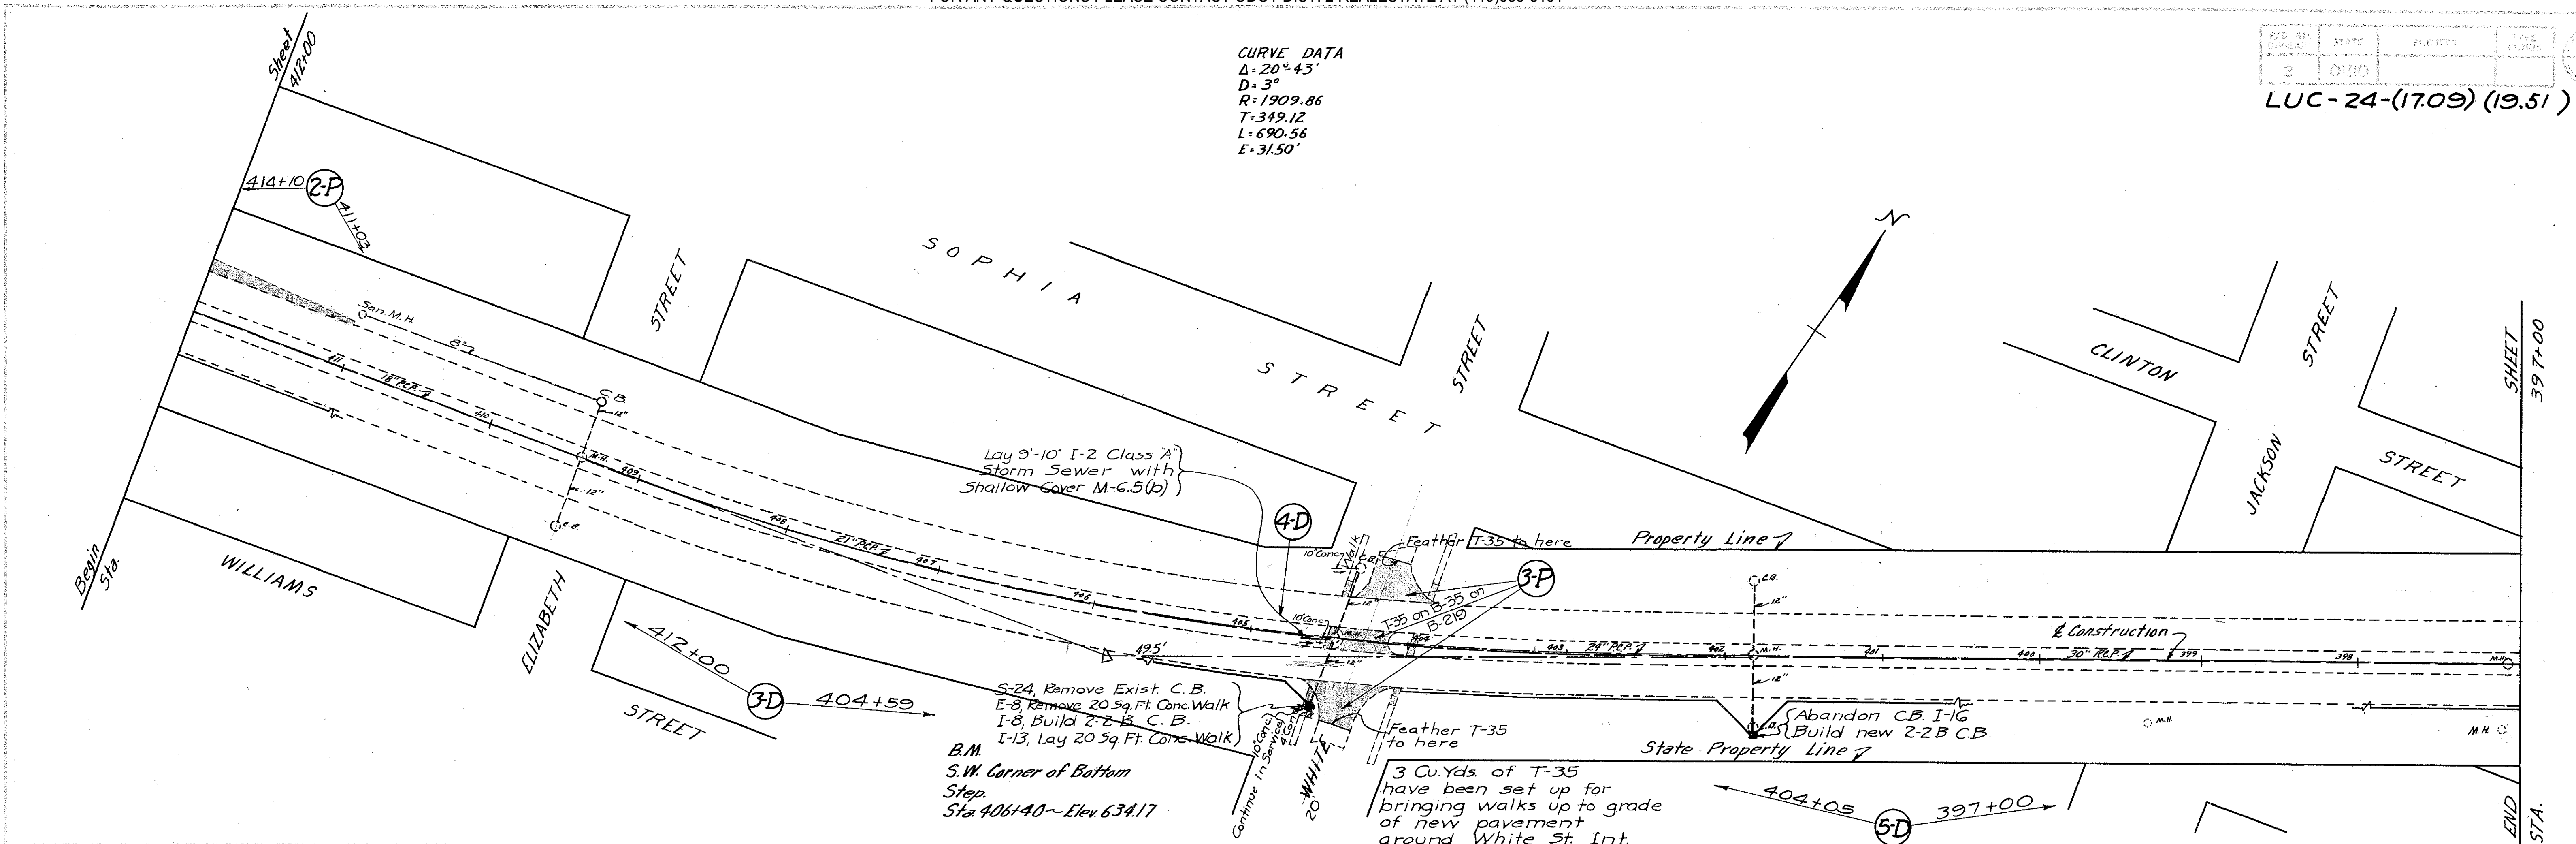 CURVE DATA
Δ=20°43'
D=3°
R=1909.86
T=349.12
L=690.56
E=31.50'
STATE
2
OHIO
LUC-24-(17.09) (19.51)
Sheet
412+00
414+10
2-P
411+03
STREET
SOPHIA
STREET
STREET
N
CLINTON
STREET
STREET
JACKSON
SHEET
397+00
San. M.H.
8"
411
18" R.C.P.
410
C.B.
12"
M.H.
409
12"
C.B.
408
21" R.C.P.
407
406
405
Begin
Sta.
WILLIAMS
ELIZABETH
STREET
412+00
3-D
404+59
Lay 9'-10" I-2 Class "A"
Storm Sewer with
Shallow Cover M-6.5(b)
4-D
10" Conc.
Walk
C.B.
Feather T-35 to here
Property Line
3-P
12"
T-35 on B-35 on
B-219
10" Conc.
M.H.
404
49.5'
12"
403
24" R.C.P.
402
C.B.
12"
M.H.
12"
401
400
30" R.C.P.
399
398
M.H.
₵ Construction
S-24, Remove Exist. C.B.
E-8, Remove 20 Sq. Ft. Conc. Walk
I-8, Build 2-2-B C.B.
I-13, Lay 20 Sq. Ft. Conc. Walk
B.M.
S.W. Corner of Bottom
Step.
Sta. 406+40~Elev. 634.17
10" Conc.
Continue in Service
WHITE
20'
Feather T-35
to here
3 Cu. Yds. of T-35
have been set up for
bringing walks up to grade
of new pavement
around White St. Int.
Abandon C.B. I-16
Build new 2-2B C.B.
State Property Line
M.H.
M.H.
404+05
5-D
397+00
END
STA.